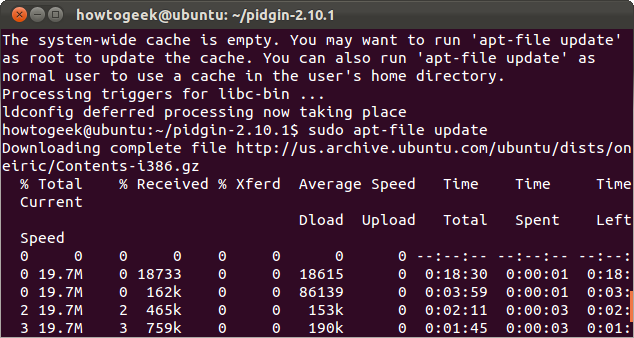 howtogeek@ubuntu: ~/pidgin-2.10.1
The system-wide cache is empty. You may want to run 'apt-file update'
as root to update the cache. You can also run 'apt-file update' as
normal user to use a cache in the user's home directory.
Processing triggers for libc-bin ...
ldconfig deferred processing now taking place
howtogeek@ubuntu:~/pidgin-2.10.1$ sudo apt-file update
Downloading complete file http://us.archive.ubuntu.com/ubuntu/dists/on
eiric/Contents-i386.gz
  % Total    % Received % Xferd  Average Speed   Time    Time     Time
  Current
                                 Dload  Upload   Total   Spent    Left
  Speed
  0     0    0     0    0     0      0      0 --:--:-- --:--:-- --:--:
  0 19.7M    0 18733    0     0  18615      0  0:18:30  0:00:01  0:18:
  0 19.7M    0  162k    0     0  86139      0  0:03:59  0:00:01  0:03:
  2 19.7M    2  465k    0     0   153k      0  0:02:11  0:00:03  0:02:
  3 19.7M    3  759k    0     0   190k      0  0:01:45  0:00:03  0:01: